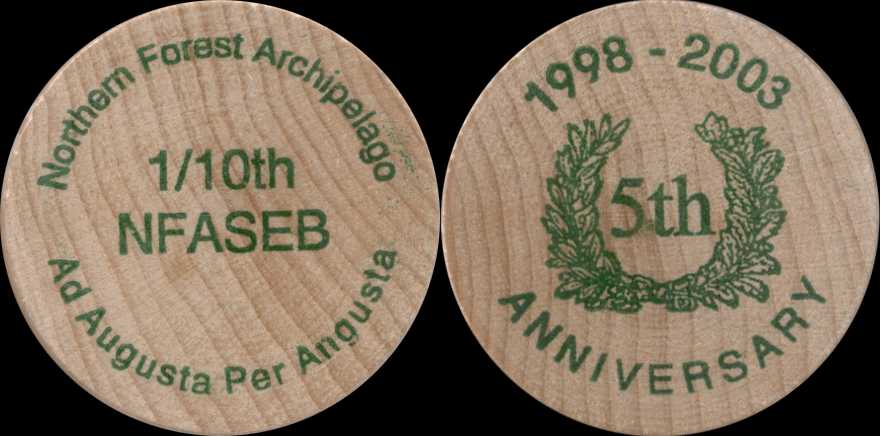 Northern Forest Archipelago
1/10th
NFASEB
Ad Augusta Per Angusta
1998 - 2003
5th
ANNIVERSARY